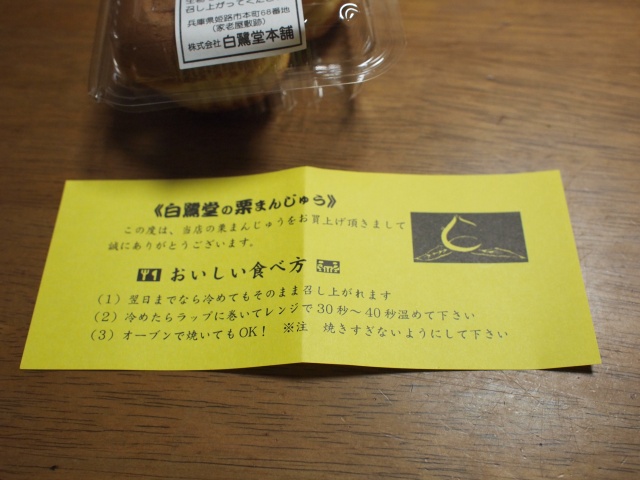 召し上がってくだ
兵庫県姫路市本町68番地
(家老屋敷跡)
株式会社 白鷺堂本舗
《白鷺堂の栗まんじゅう》
この度は、当店の栗まんじゅうをお買上げ頂きまして
誠にありがとうございます。
おいしい食べ方
(1) 翌日までなら冷めてもそのまま召し上がれます
(2) 冷めたらラップに巻いてレンジで30秒〜40秒温めて下さい
(3) オーブンで焼いてもOK! ※注 焼きすぎないようにして下さい